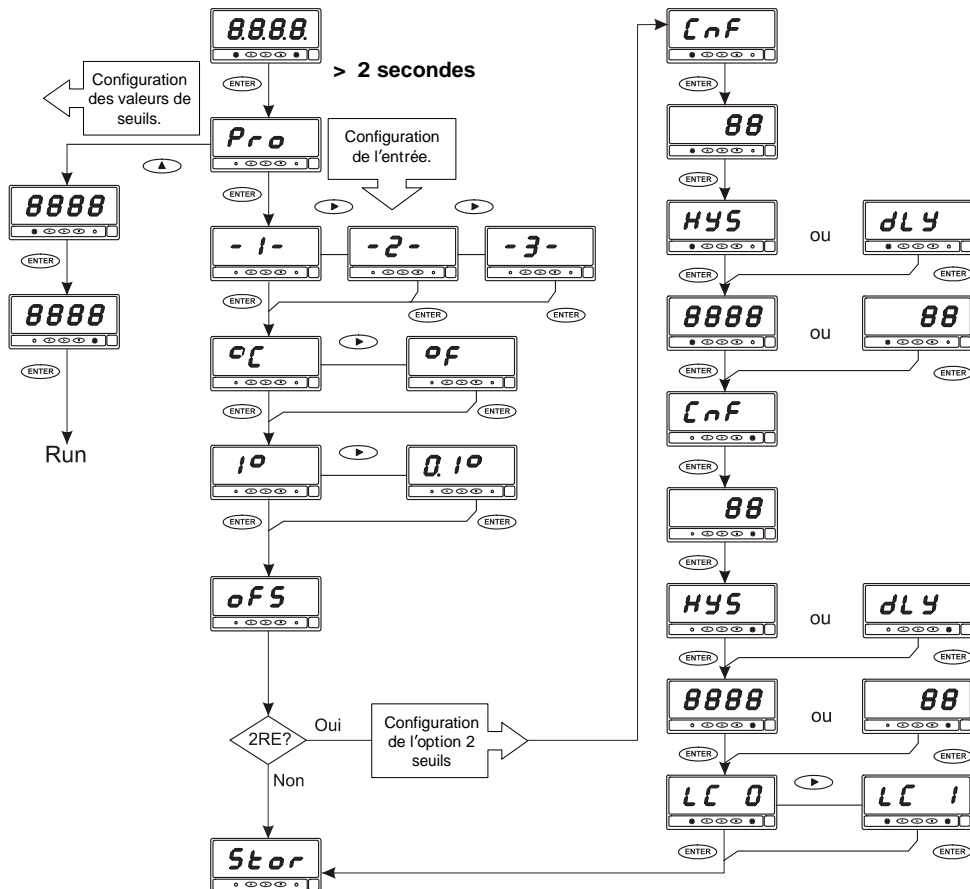 8.8.8.8.
ENTER
> 2 secondes
Configuration
des valeurs de
seuils.
Pro
ENTER
Configuration
de l'entrée.
8888
ENTER
8888
ENTER
Run
- 1 -
- 2 -
- 3 -
ENTER
ENTER
ENTER
ºC
ºF
ENTER
ENTER
1º
0.1º
ENTER
ENTER
oFS
2RE?
Oui
Non
Configuration
de l'option 2
seuils
Stor
CnF
ENTER
88
ENTER
HYS
ou
dLY
ENTER
ENTER
8888
ou
88
ENTER
ENTER
CnF
ENTER
88
ENTER
HYS
ou
dLY
ENTER
ENTER
8888
ou
88
ENTER
ENTER
LC 0
LC 1
ENTER
ENTER